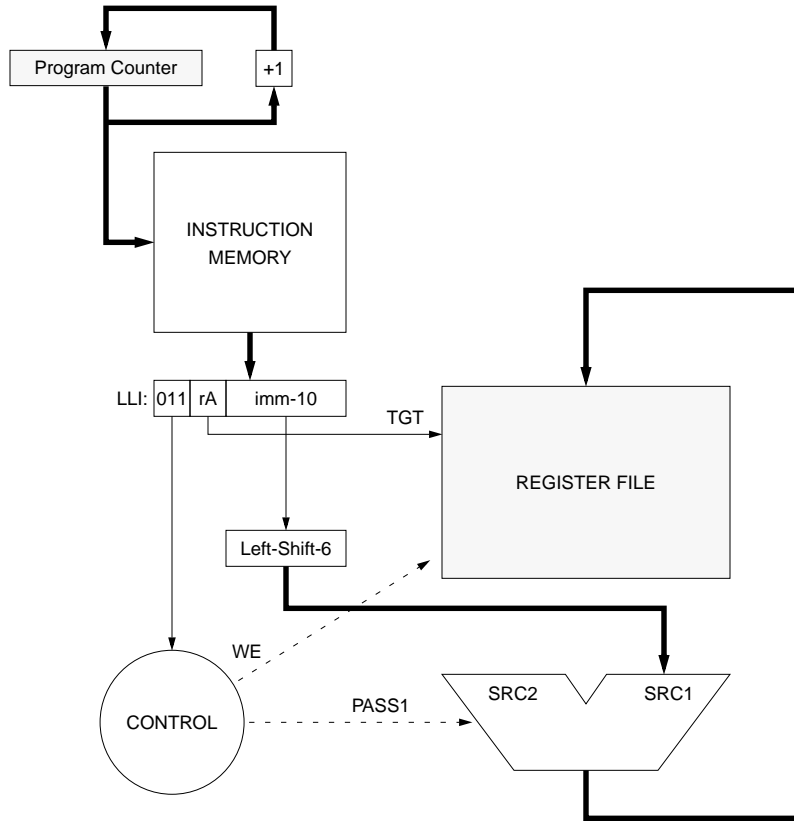 Program Counter
+1
INSTRUCTION
MEMORY
LLI: 011 rA imm-10
TGT
REGISTER FILE
Left-Shift-6
WE
SRC2 SRC1
PASS1
CONTROL